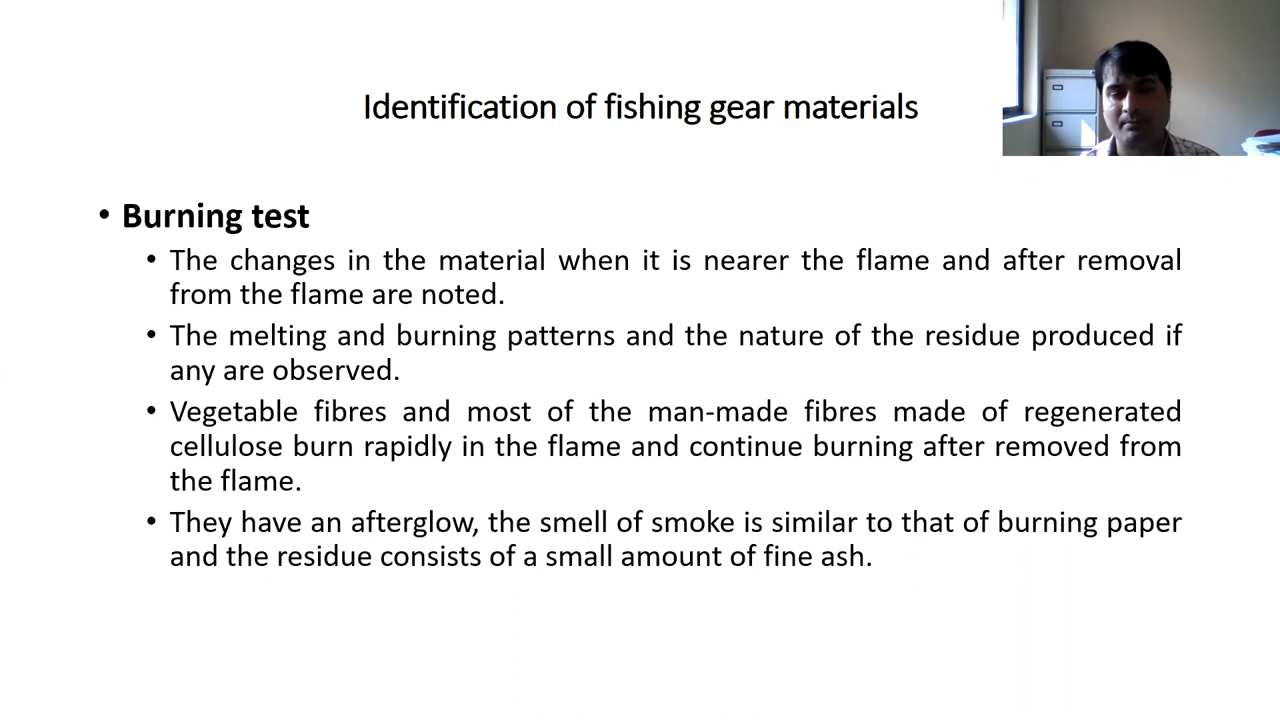 Identification of fishing gear materials
• Burning test
• The changes in the material when it is nearer the flame and after removal
from the flame are noted.
• The melting and burning patterns and the nature of the residue produced if
any are observed.
• Vegetable fibres and most of the man-made fibres made of regenerated
cellulose burn rapidly in the flame and continue burning after removed from
the flame.
• They have an afterglow, the smell of smoke is similar to that of burning paper
and the residue consists of a small amount of fine ash.